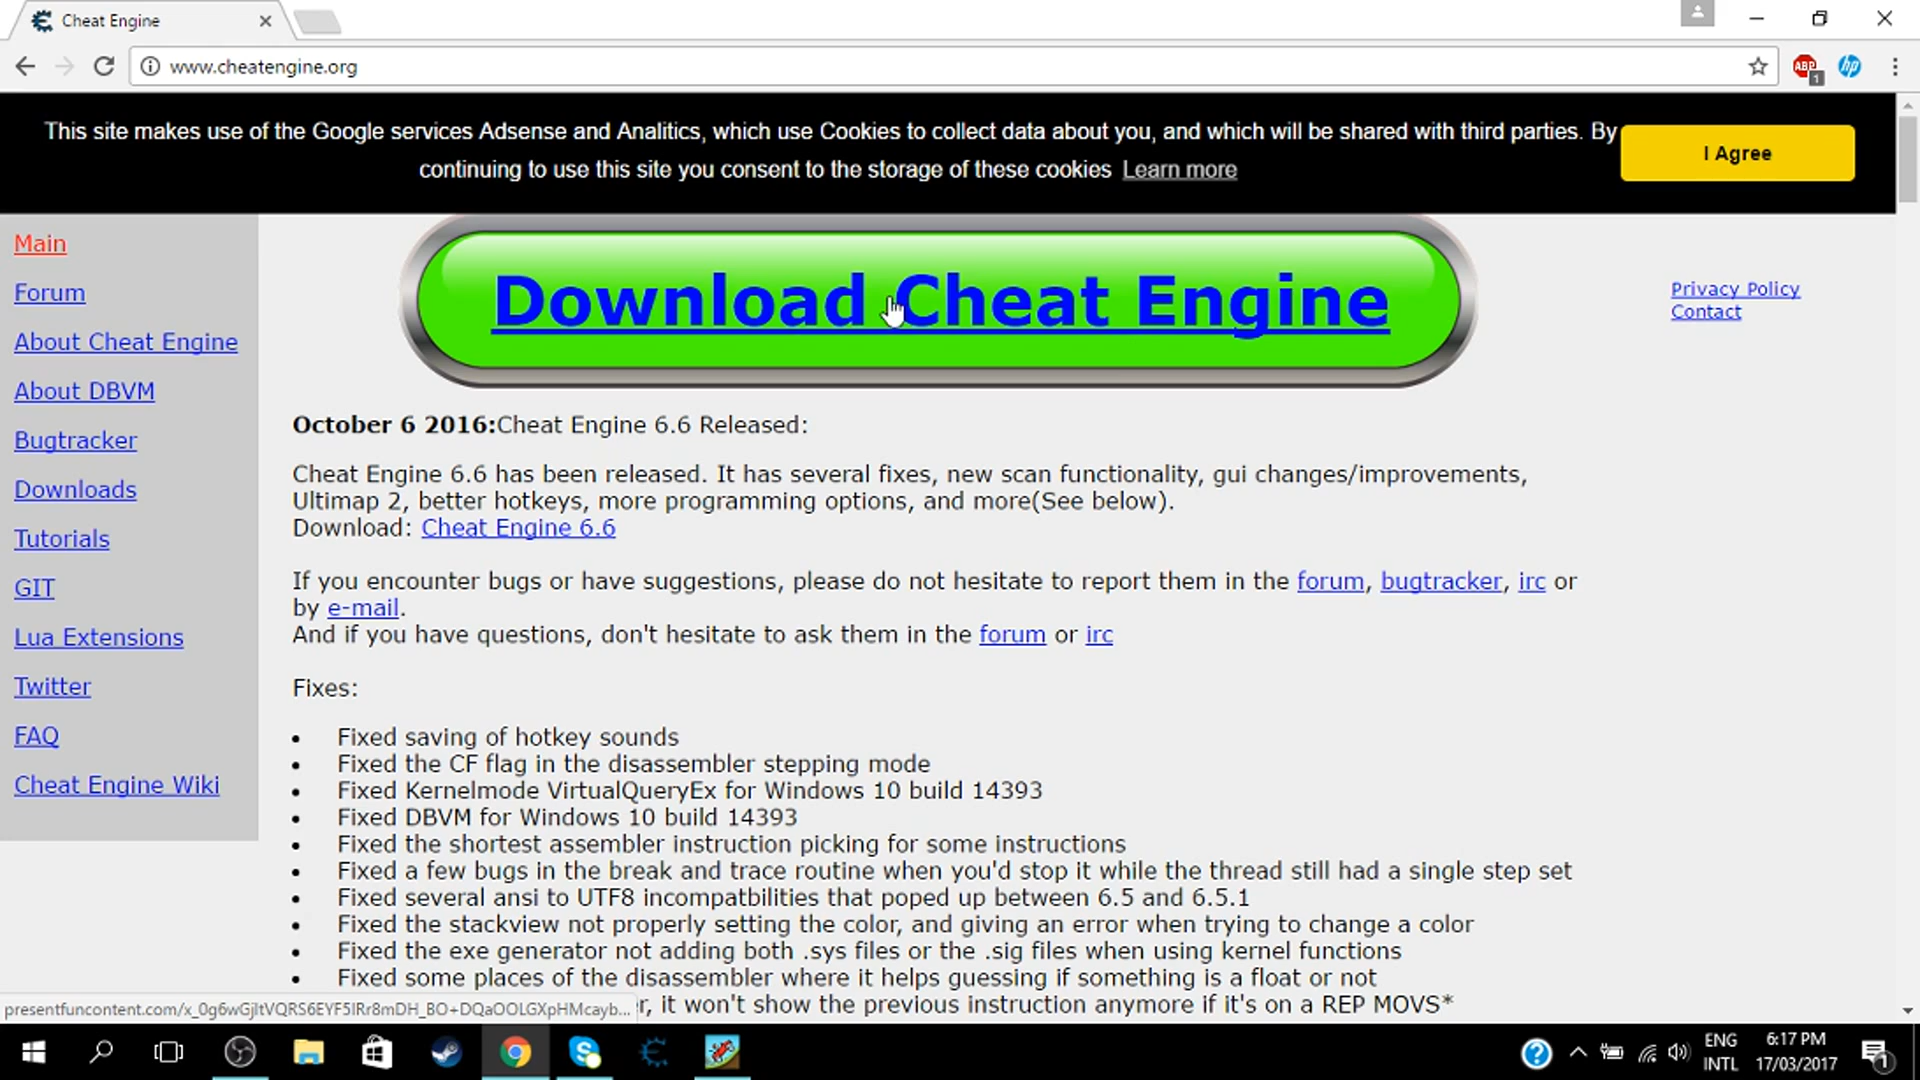 Cheat Engine
www.cheatengine.org
ABP
1
hp
This site makes use of the Google services Adsense and Analitics, which use Cookies to collect data about you, and which will be shared with third parties. By
continuing to use this site you consent to the storage of these cookies Learn more
I Agree
Main
Forum
About Cheat Engine
About DBVM
Bugtracker
Downloads
Tutorials
GIT
Lua Extensions
Twitter
FAQ
Cheat Engine Wiki
Download Cheat Engine
Privacy Policy
Contact
October 6 2016:Cheat Engine 6.6 Released:
Cheat Engine 6.6 has been released. It has several fixes, new scan functionality, gui changes/improvements,
Ultimap 2, better hotkeys, more programming options, and more(See below).
Download: Cheat Engine 6.6
If you encounter bugs or have suggestions, please do not hesitate to report them in the forum, bugtracker, irc or
by e-mail.
And if you have questions, don't hesitate to ask them in the forum or irc
Fixes:
• Fixed saving of hotkey sounds
• Fixed the CF flag in the disassembler stepping mode
• Fixed Kernelmode VirtualQueryEx for Windows 10 build 14393
• Fixed DBVM for Windows 10 build 14393
• Fixed the shortest assembler instruction picking for some instructions
• Fixed a few bugs in the break and trace routine when you'd stop it while the thread still had a single step set
• Fixed several ansi to UTF8 incompatbilities that poped up between 6.5 and 6.5.1
• Fixed the stackview not properly setting the color, and giving an error when trying to change a color
• Fixed the exe generator not adding both .sys files or the .sig files when using kernel functions
• Fixed some places of the disassembler where it helps guessing if something is a float or not
r, it won't show the previous instruction anymore if it's on a REP MOVS*
ENG
INTL
6:17 PM
17/03/2017
1